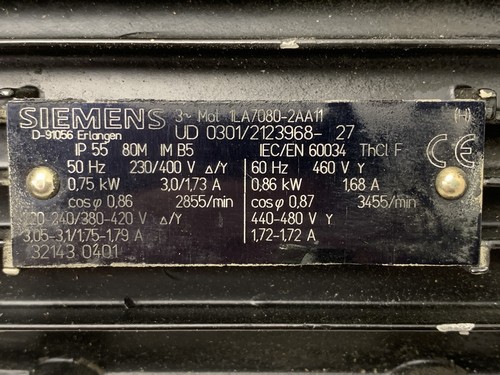 SIEMENS 3~ Mot. 1LA7080-2AA11 (H)
D-91056 Erlangen UD 0301/2123968- 27
IP 55 80M IM B5 IEC/EN 60034 ThCl F CE
50 Hz 230/400 V Δ/Y 60 Hz 460 V Y
0,75 kW 3,0/1,73 A 0,86 kW 1,68 A
cosφ 0,86 2855/min cosφ 0,87 3455/min
220-240/380-420 V Δ/Y 440-480 V Y
3,05-3,1/1,75-1,79 A 1,72-1,72 A
32143 0401